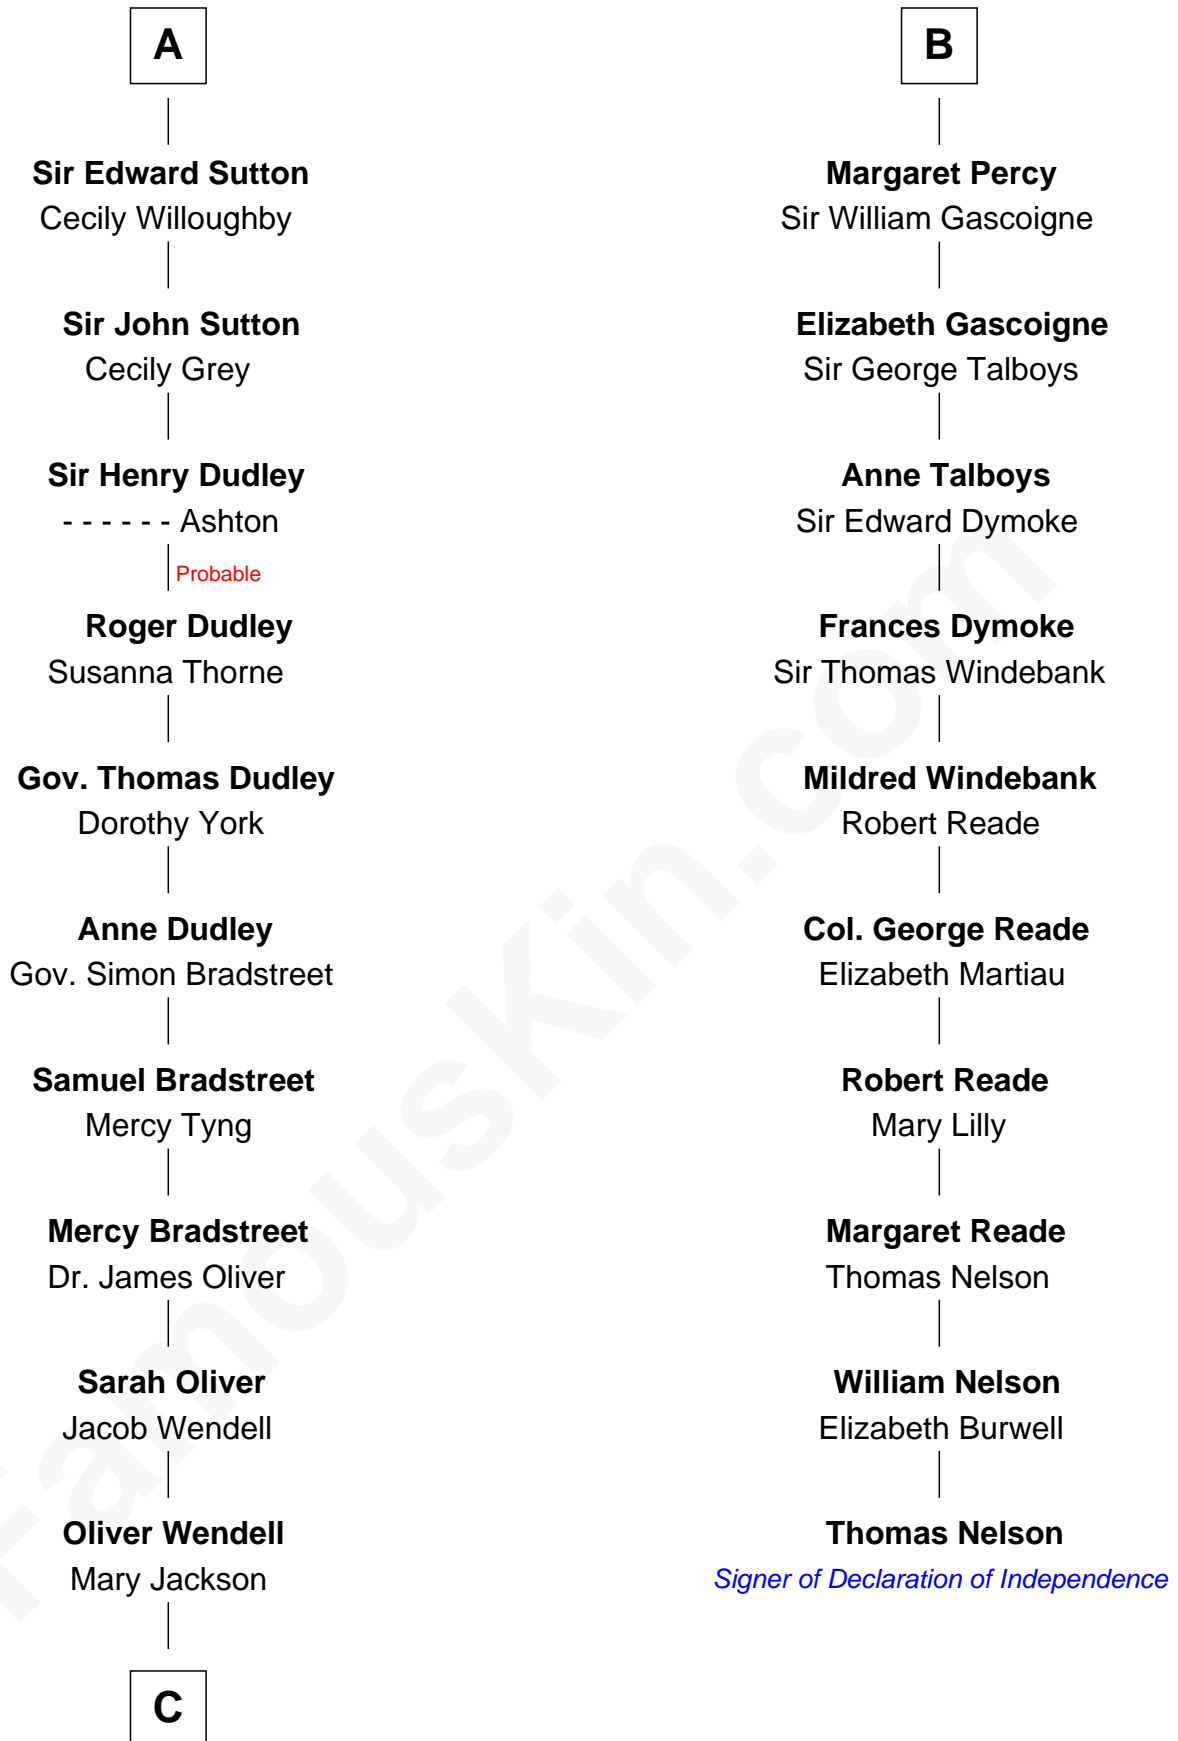 A
Sir Edward Sutton
Cecily Willoughby
Sir John Sutton
Cecily Grey
Sir Henry Dudley
- - - - - - Ashton
Probable
Roger Dudley
Susanna Thorne
Gov. Thomas Dudley
Dorothy York
Anne Dudley
Gov. Simon Bradstreet
Samuel Bradstreet
Mercy Tyng
Mercy Bradstreet
Dr. James Oliver
Sarah Oliver
Jacob Wendell
Oliver Wendell
Mary Jackson
C
B
Margaret Percy
Sir William Gascoigne
Elizabeth Gascoigne
Sir George Talboys
Anne Talboys
Sir Edward Dymoke
Frances Dymoke
Sir Thomas Windebank
Mildred Windebank
Robert Reade
Col. George Reade
Elizabeth Martiau
Robert Reade
Mary Lilly
Margaret Reade
Thomas Nelson
William Nelson
Elizabeth Burwell
Thomas Nelson
Signer of Declaration of Independence
FamousKin.com